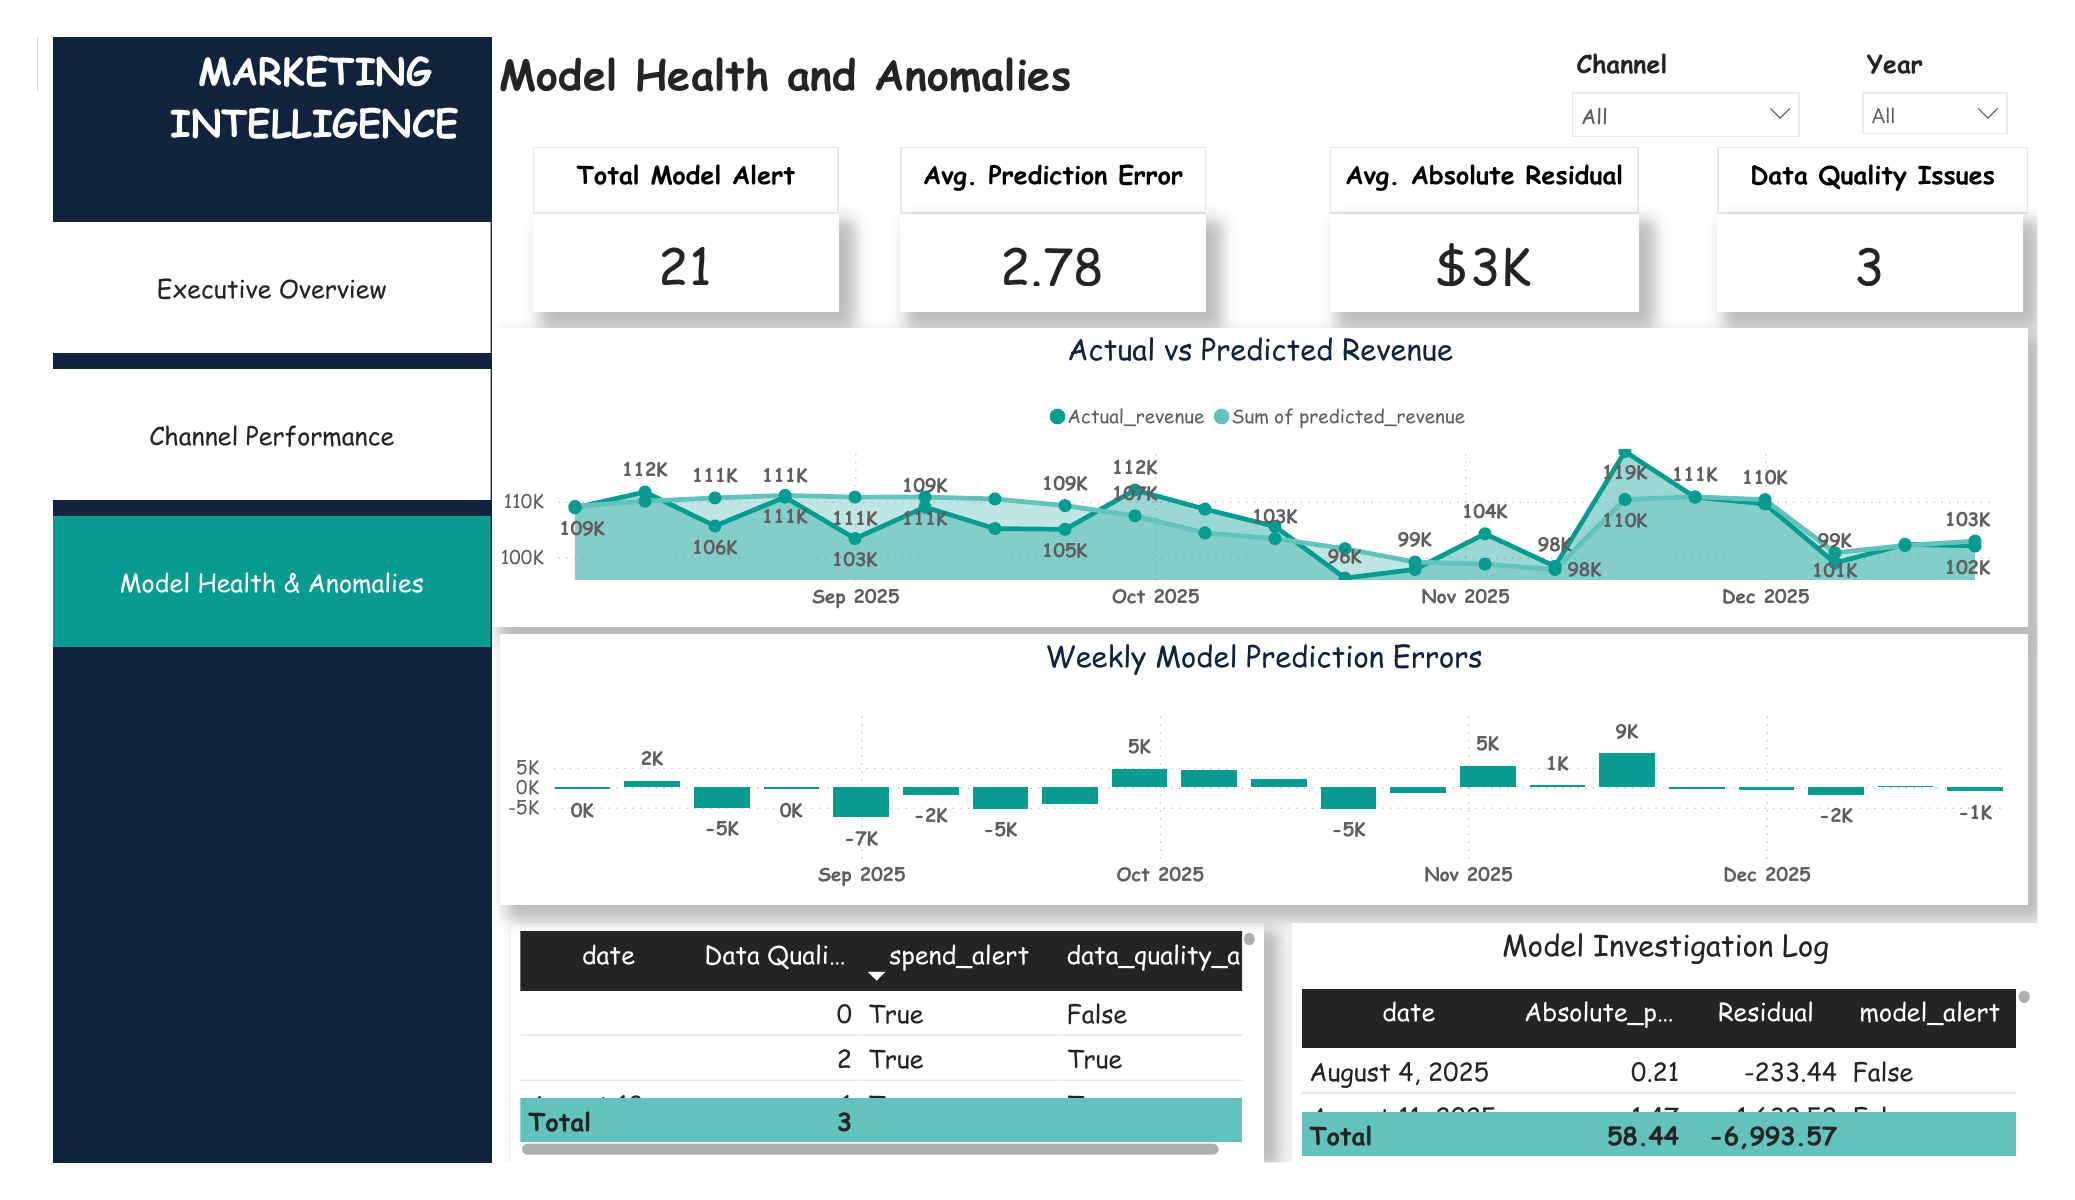 MARKETING
INTELLIGENCE
Executive Overview
Channel Performance
Model Health & Anomalies
Model Health and Anomalies
Channel
All
Year
All
Total Model Alert
21
Avg. Prediction Error
2.78
Avg. Absolute Residual
$3K
Data Quality Issues
3
Actual vs Predicted Revenue
Actual_revenue Sum of predicted_revenue
110K
100K
112K 111K 111K 109K 109K 112K 107K 103K 99K 104K 98K 119K 111K 110K 99K 103K
109K 106K 111K 111K 103K 111K 105K 96K 98K 110K 101K 102K
Sep 2025 Oct 2025 Nov 2025 Dec 2025
Weekly Model Prediction Errors
5K
0K
-5K
2K 5K 5K 1K 9K
0K -5K 0K -7K -2K -5K -5K -2K -1K
Sep 2025 Oct 2025 Nov 2025 Dec 2025
date Data Quali... spend_alert data_quality_a
0 True False
2 True True
Total 3
Model Investigation Log
date Absolute_p... Residual model_alert
August 4, 2025 0.21 -233.44 False
Total 58.44 -6,993.57